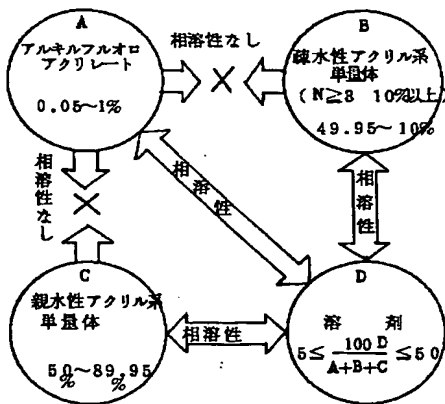 A
アルキルフルオロ
アクリレート
0.05〜1%
相溶性なし
B
疎水性アクリル系
単量体
(N≧8 10%以上)
49.95〜10%
相溶性なし
相溶性
相溶性
C
親水性アクリル系
単量体
50%〜89.95%
相溶性
D
溶剤
5≦ 100D / A+B+C ≦50